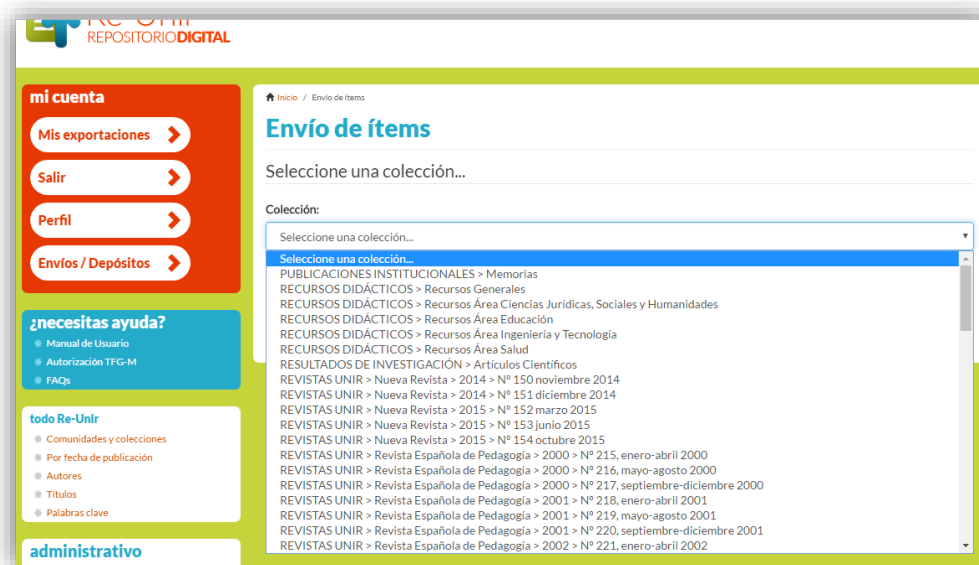 Re-Unir
REPOSITORIODIGITAL
mi cuenta
Mis exportaciones
Salir
Perfil
Envíos / Depósitos
¿necesitas ayuda?
Manual de Usuario
Autorización TFG-M
FAQs
todo Re-Unir
Comunidades y colecciones
Por fecha de publicación
Autores
Títulos
Palabras clave
administrativo
Inicio / Envío de ítems
Envío de ítems
Seleccione una colección...
Colección:
Seleccione una colección...
Seleccione una colección...
PUBLICACIONES INSTITUCIONALES > Memorias
RECURSOS DIDÁCTICOS > Recursos Generales
RECURSOS DIDÁCTICOS > Recursos Área Ciencias Jurídicas, Sociales y Humanidades
RECURSOS DIDÁCTICOS > Recursos Área Educación
RECURSOS DIDÁCTICOS > Recursos Área Ingeniería y Tecnología
RECURSOS DIDÁCTICOS > Recursos Área Salud
RESULTADOS DE INVESTIGACIÓN > Artículos Científicos
REVISTAS UNIR > Nueva Revista > 2014 > Nº 150 noviembre 2014
REVISTAS UNIR > Nueva Revista > 2014 > Nº 151 diciembre 2014
REVISTAS UNIR > Nueva Revista > 2015 > Nº 152 marzo 2015
REVISTAS UNIR > Nueva Revista > 2015 > Nº 153 junio 2015
REVISTAS UNIR > Nueva Revista > 2015 > Nº 154 octubre 2015
REVISTAS UNIR > Revista Española de Pedagogía > 2000 > Nº 215, enero-abril 2000
REVISTAS UNIR > Revista Española de Pedagogía > 2000 > Nº 216, mayo-agosto 2000
REVISTAS UNIR > Revista Española de Pedagogía > 2000 > Nº 217, septiembre-diciembre 2000
REVISTAS UNIR > Revista Española de Pedagogía > 2001 > Nº 218, enero-abril 2001
REVISTAS UNIR > Revista Española de Pedagogía > 2001 > Nº 219, mayo-agosto 2001
REVISTAS UNIR > Revista Española de Pedagogía > 2001 > Nº 220, septiembre-diciembre 2001
REVISTAS UNIR > Revista Española de Pedagogía > 2002 > Nº 221, enero-abril 2002